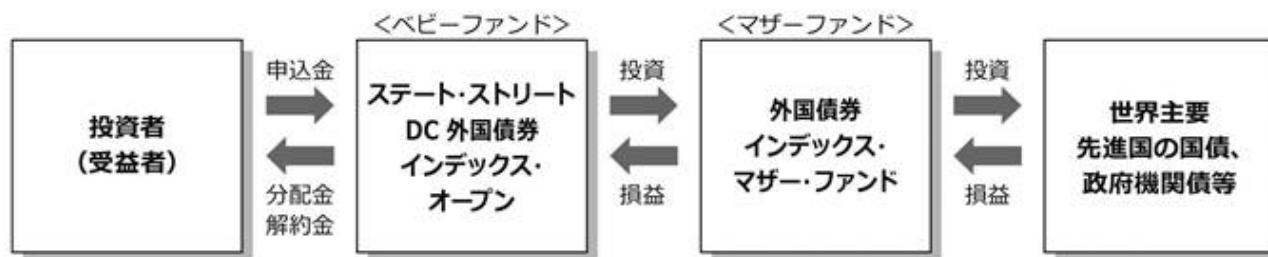 <ベビーファンド>
<マザーファンド>
投資者
（受益者）
申込金
分配金
解約金
ステート・ストリート
DC 外国債券
インデックス・
オープン
投資
損益
外国債券
インデックス・
マザー・ファンド
投資
損益
世界主要
先進国の国債、
政府機関債等